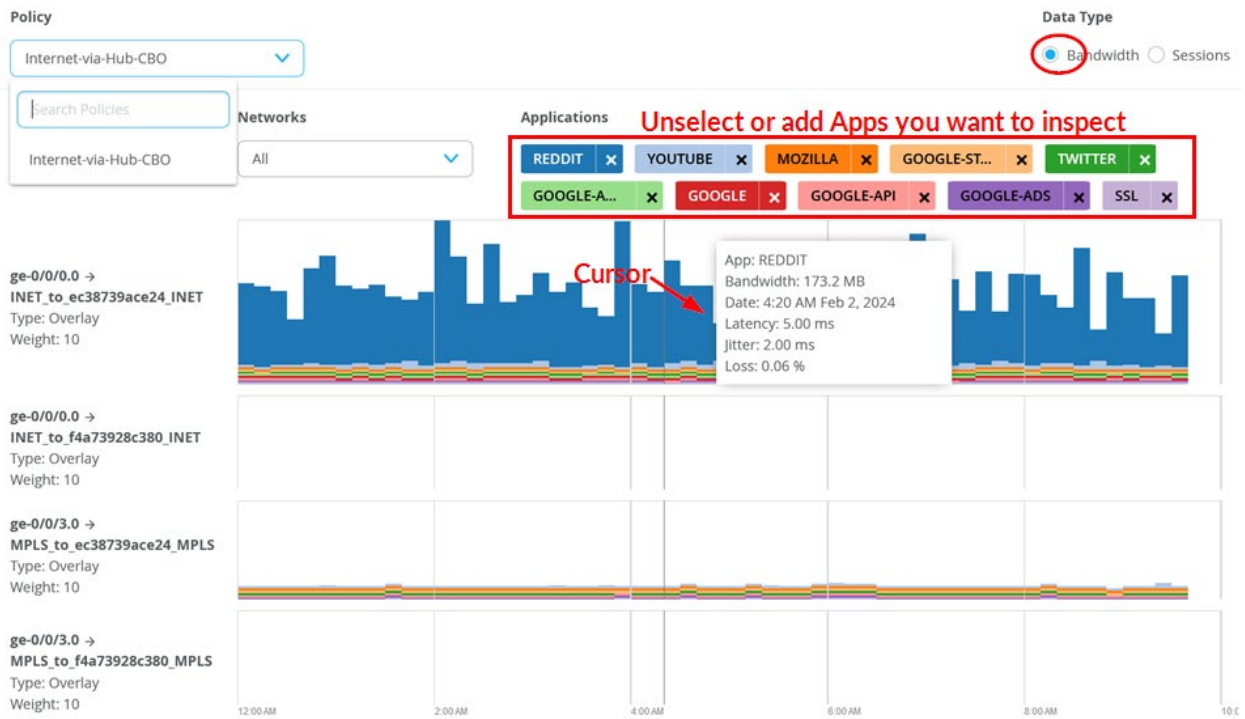 Policy
Data Type
Internet-via-Hub-CBO
Bandwidth
Sessions
Search Policies
Internet-via-Hub-CBO
Networks
All
Applications
Unselect or add Apps you want to inspect
REDDIT × YOUTUBE × MOZILLA × GOOGLE-ST... × TWITTER ×
GOOGLE-A... × GOOGLE × GOOGLE-API × GOOGLE-ADS × SSL ×
ge-0/0/0.0 →
INET_to_ec38739ace24_INET
Type: Overlay
Weight: 10
Cursor
App: REDDIT
Bandwidth: 173.2 MB
Date: 4:20 AM Feb 2, 2024
Latency: 5.00 ms
Jitter: 2.00 ms
Loss: 0.06 %
ge-0/0/0.0 →
INET_to_f4a73928c380_INET
Type: Overlay
Weight: 10
ge-0/0/3.0 →
MPLS_to_ec38739ace24_MPLS
Type: Overlay
Weight: 10
ge-0/0/3.0 →
MPLS_to_f4a73928c380_MPLS
Type: Overlay
Weight: 10
12:00 AM 2:00 AM 4:00 AM 6:00 AM 8:00 AM